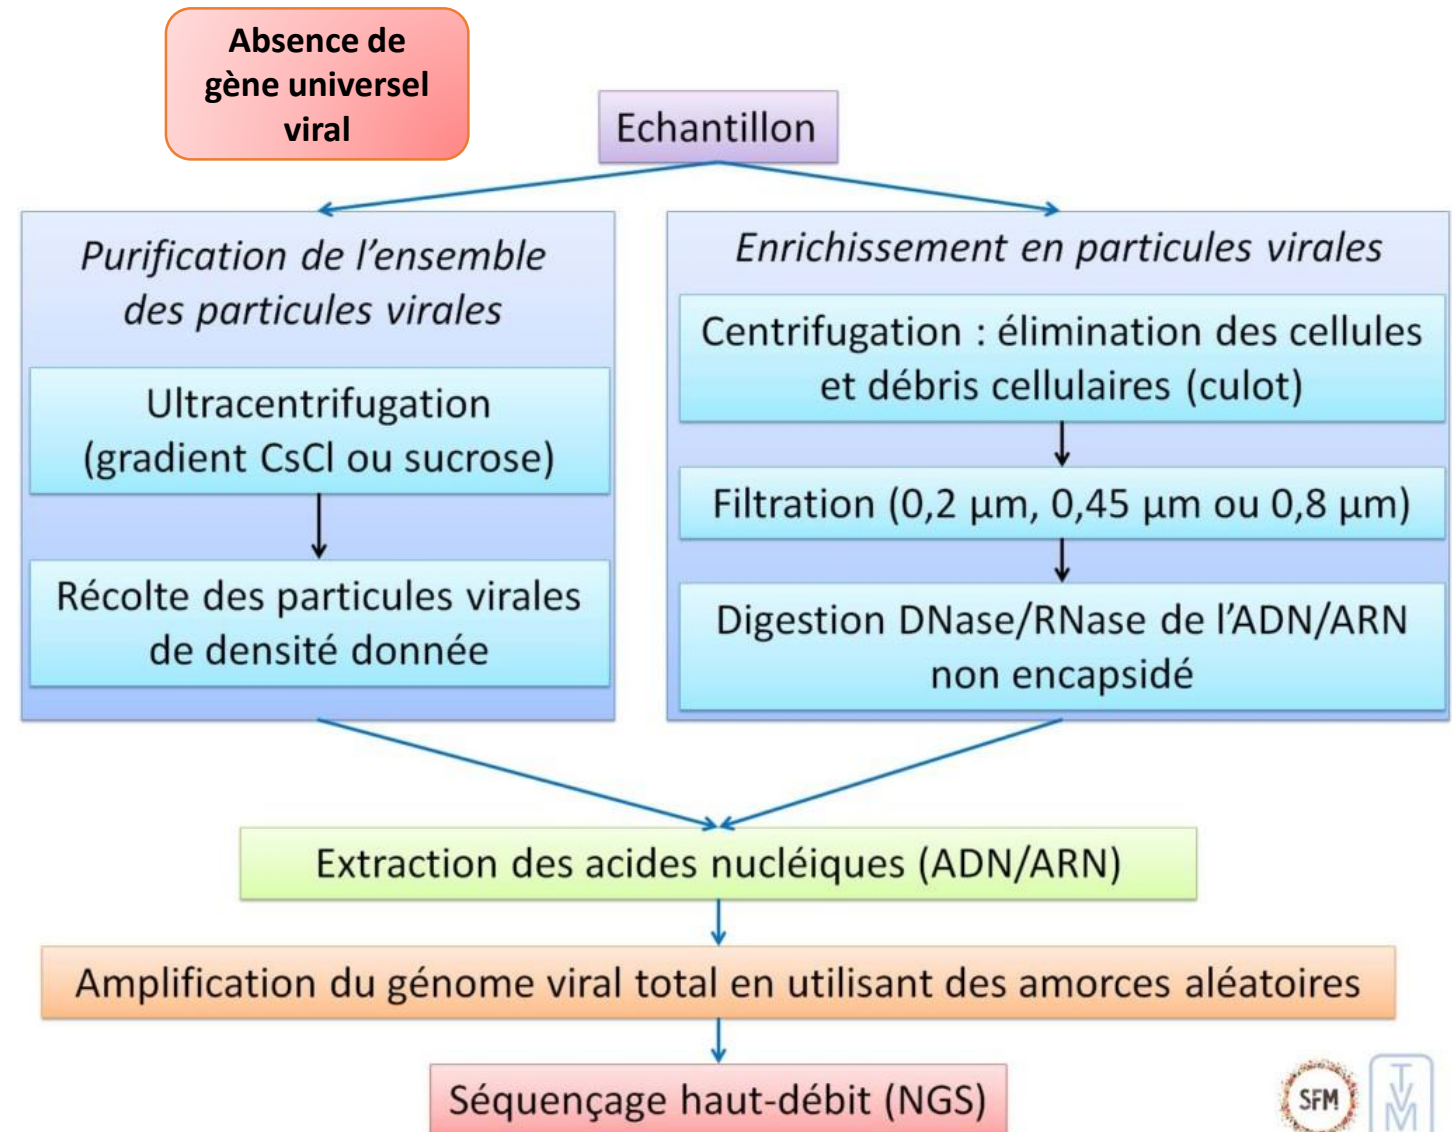 Absence de
gène universel
viral
Echantillon
Purification de l'ensemble
des particules virales
Ultracentrifugation
(gradient CsCl ou sucrose)
Récolte des particules virales
de densité donnée
Enrichissement en particules virales
Centrifugation : élimination des cellules
et débris cellulaires (culot)
Filtration (0,2 µm, 0,45 µm ou 0,8 µm)
Digestion DNase/RNase de l'ADN/ARN
non encapsidé
Extraction des acides nucléiques (ADN/ARN)
Amplification du génome viral total en utilisant des amorces aléatoires
Séquençage haut-débit (NGS)
SFM
TVM